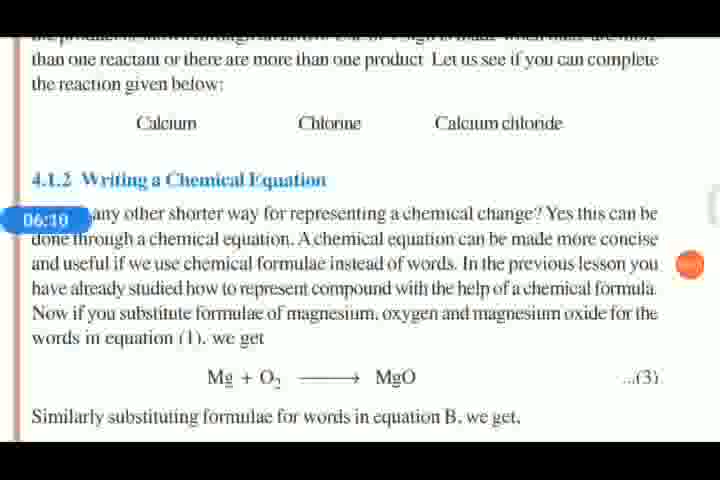 than one reactant or there are more than one product Let us see if you can complete
the reaction given below:
Calcium Chlorine Calcium chloride
4.1.2 Writing a Chemical Equation
06:10 any other shorter way for representing a chemical change? Yes this can be
done through a chemical equation. A chemical equation can be made more concise
and useful if we use chemical formulae instead of words. In the previous lesson you
have already studied how to represent compound with the help of a chemical formula.
Now if you substitute formulae of magnesium, oxygen and magnesium oxide for the
words in equation (1), we get
Mg + O₂ ⟶ MgO ...(3)
Similarly substituting formulae for words in equation B, we get,